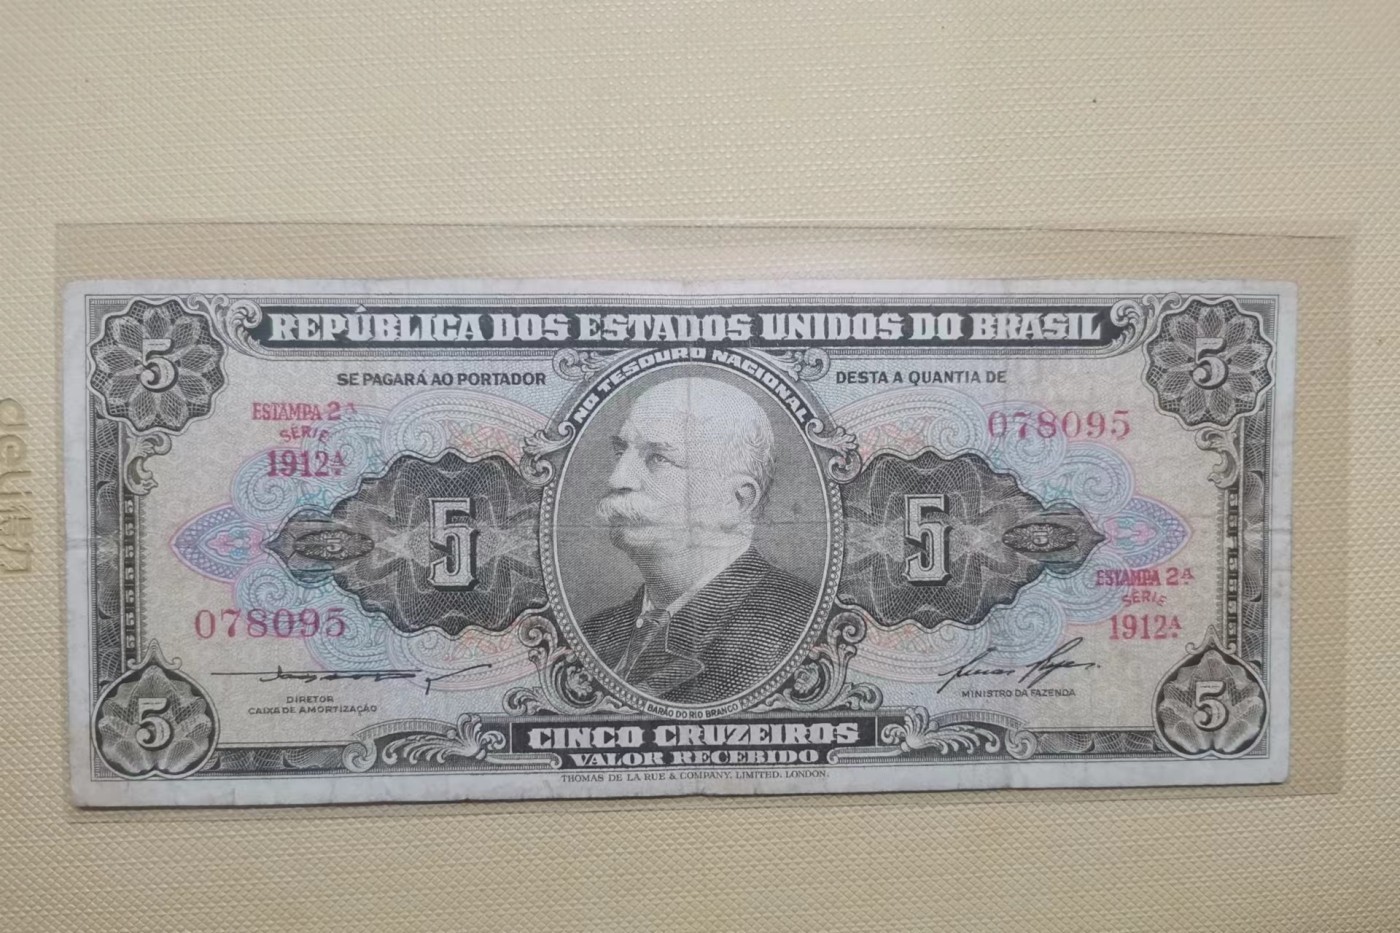 REPÚBLICA DOS ESTADOS UNIDOS DO BRASIL
5
5
SE PAGARÁ AO PORTADOR
NO TESOURO NACIONAL
DESTA A QUANTIA DE
ESTAMPA 2ª
SÉRIE
1912ª
078095
5
5
5
5
078095
ESTAMPA 2ª
SÉRIE
1912ª
DIRETOR
CAIXA DE AMORTIZAÇÃO
MINISTRO DA FAZENDA
BARÃO DO RIO BRANCO
5
5
CINCO CRUZEIROS
VALOR RECEBIDO
THOMAS DE LA RUE & COMPANY, LIMITED, LONDON.